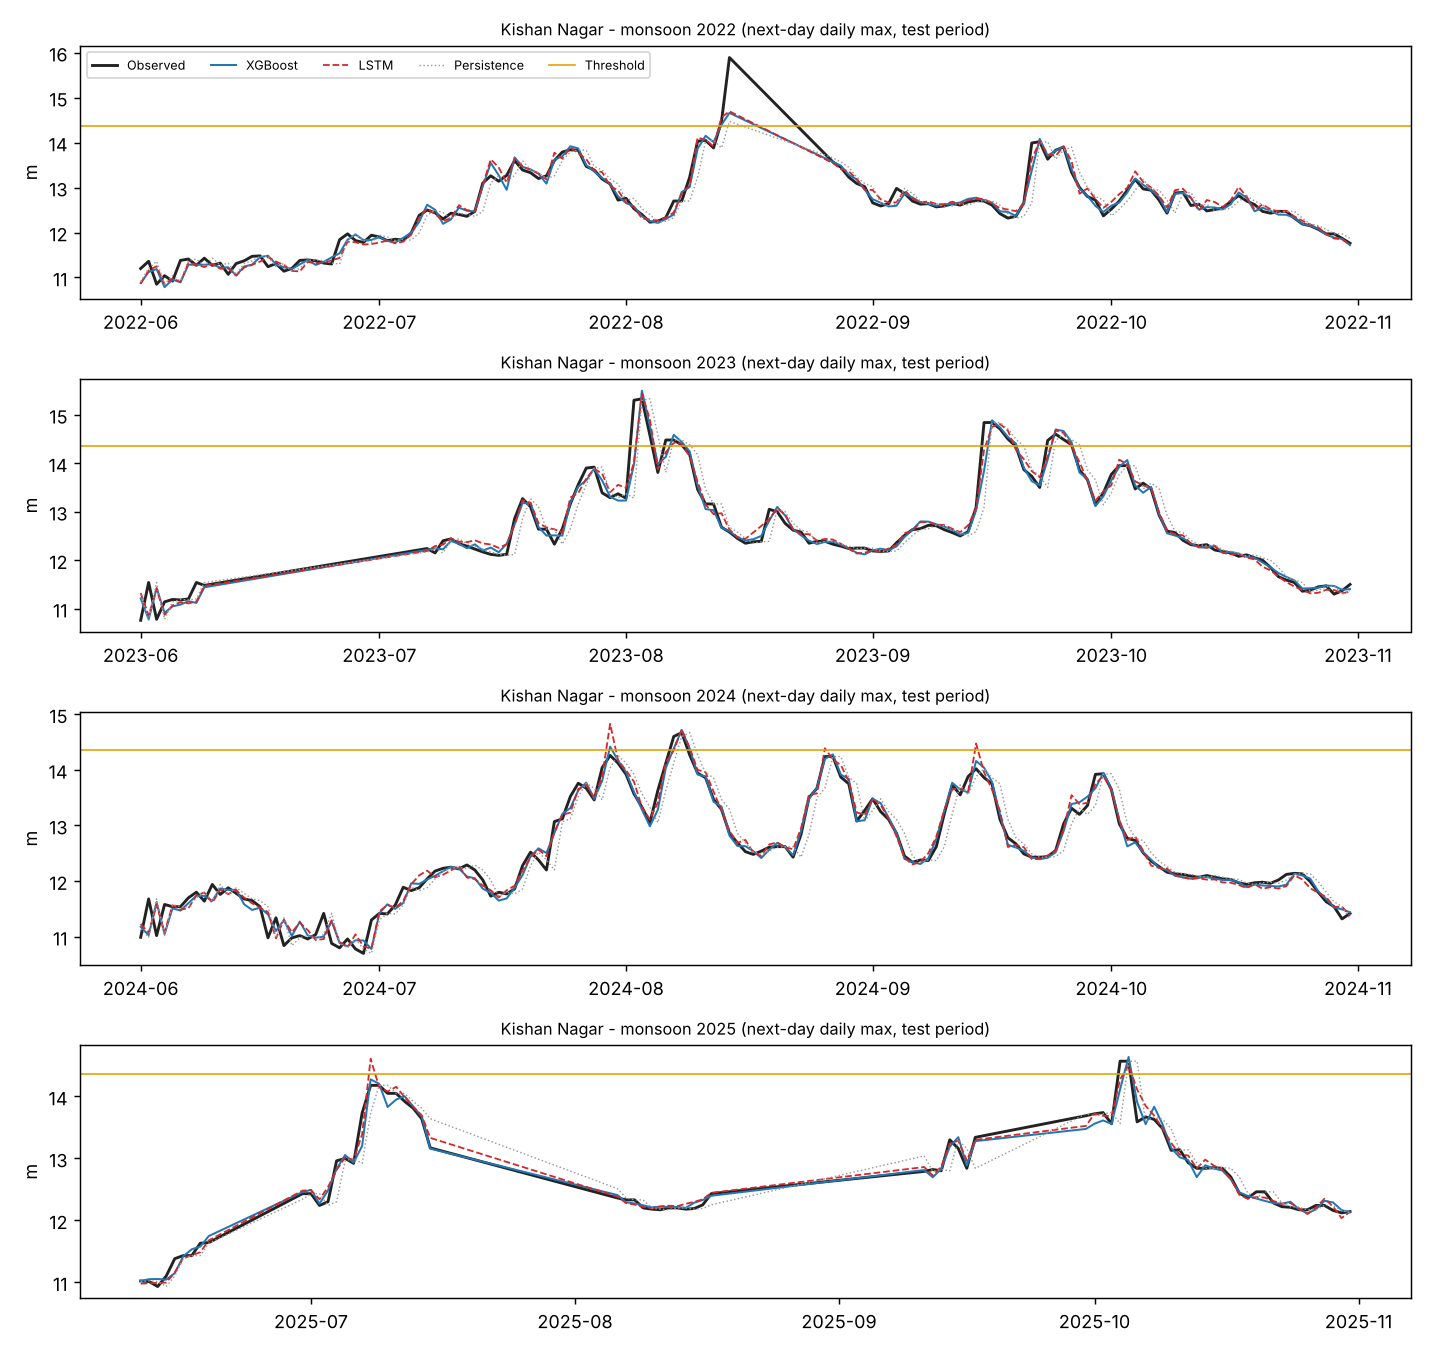 Kishan Nagar - monsoon 2022 (next-day daily max, test period)
Observed XGBoost LSTM Persistence Threshold
16
15
14
13
12
11
m
2022-06 2022-07 2022-08 2022-09 2022-10 2022-11
Kishan Nagar - monsoon 2023 (next-day daily max, test period)
15
14
13
12
11
m
2023-06 2023-07 2023-08 2023-09 2023-10 2023-11
Kishan Nagar - monsoon 2024 (next-day daily max, test period)
15
14
13
12
11
m
2024-06 2024-07 2024-08 2024-09 2024-10 2024-11
Kishan Nagar - monsoon 2025 (next-day daily max, test period)
14
13
12
11
m
2025-07 2025-08 2025-09 2025-10 2025-11